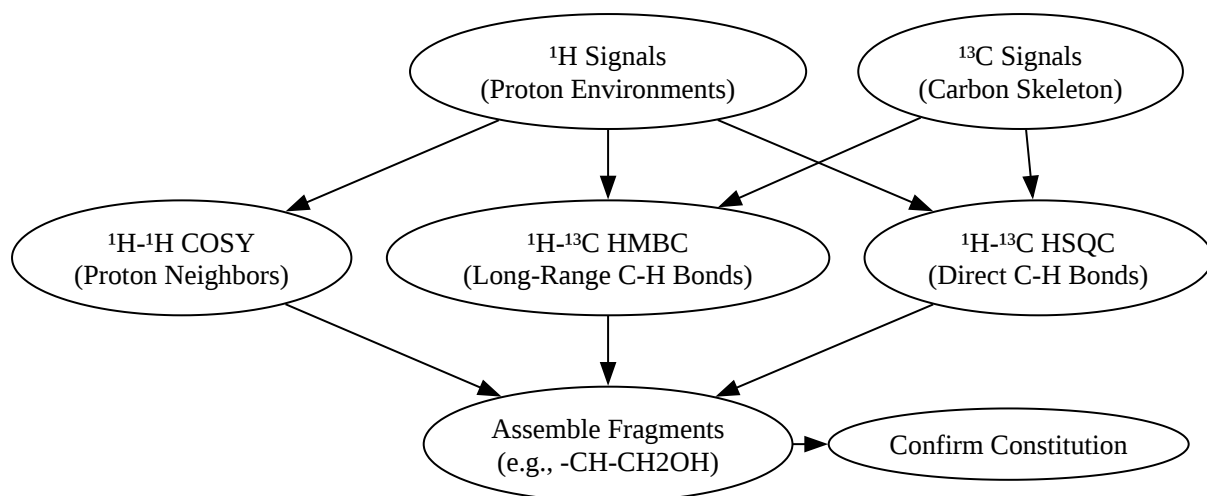 ¹H Signals
(Proton Environments)
¹³C Signals
(Carbon Skeleton)
¹H-¹H COSY
(Proton Neighbors)
¹H-¹³C HMBC
(Long-Range C-H Bonds)
¹H-¹³C HSQC
(Direct C-H Bonds)
Assemble Fragments
(e.g., -CH-CH2OH)
Confirm Constitution